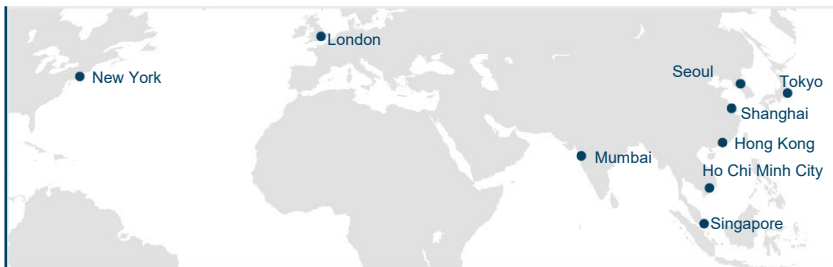 London
Seoul
New York
Tokyo
Shanghai
Hong Kong
Mumbai
Ho Chi Minh City
Singapore